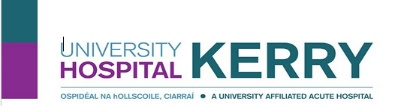 UNIVERSITY
HOSPITAL KERRY
OSPIDÉAL NA hOLLSCOILE, CIARRAÍ • A UNIVERSITY AFFILIATED ACUTE HOSPITAL